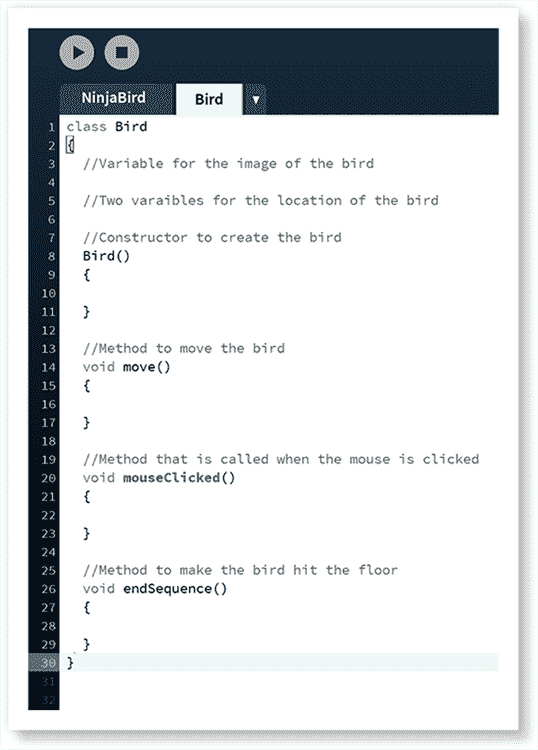 NinjaBird Bird ▼
1 class Bird
2 {
3 //Variable for the image of the bird
4
5 //Two varaibles for the location of the bird
6
7 //Constructor to create the bird
8 Bird()
9 {
10
11 }
12
13 //Method to move the bird
14 void move()
15 {
16
17 }
18
19 //Method that is called when the mouse is clicked
20 void mouseClicked()
21 {
22
23 }
24
25 //Method to make the bird hit the floor
26 void endSequence()
27 {
28
29 }
30 }
31
32